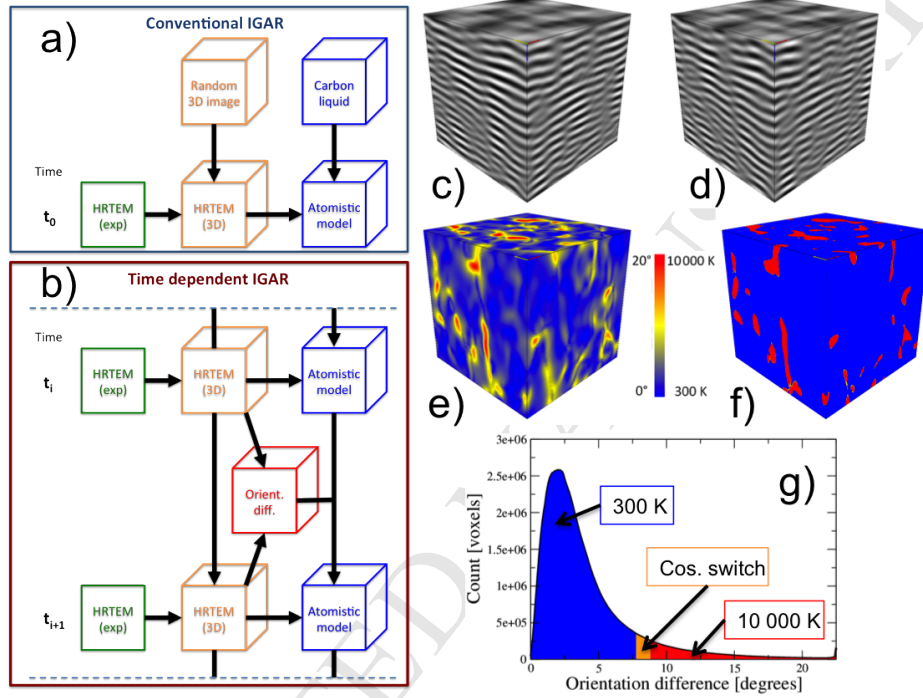 a)
Conventional IGAR
Random
3D image
Carbon
liquid
Time
t0
HRTEM
(exp)
HRTEM
(3D)
Atomistic
model
b)
Time dependent IGAR
Time
ti
HRTEM
(exp)
HRTEM
(3D)
Atomistic
model
Orient.
diff.
ti+1
HRTEM
(exp)
HRTEM
(3D)
Atomistic
model
c)
d)
e)
20° 10 000 K
0° 300 K
f)
g)
Count [voxels]
3e+06
2.5e+06
2e+06
1.5e+06
1e+06
5e+05
0
300 K
Cos. switch
10 000 K
0 5 10 15 20
Orientation difference [degrees]